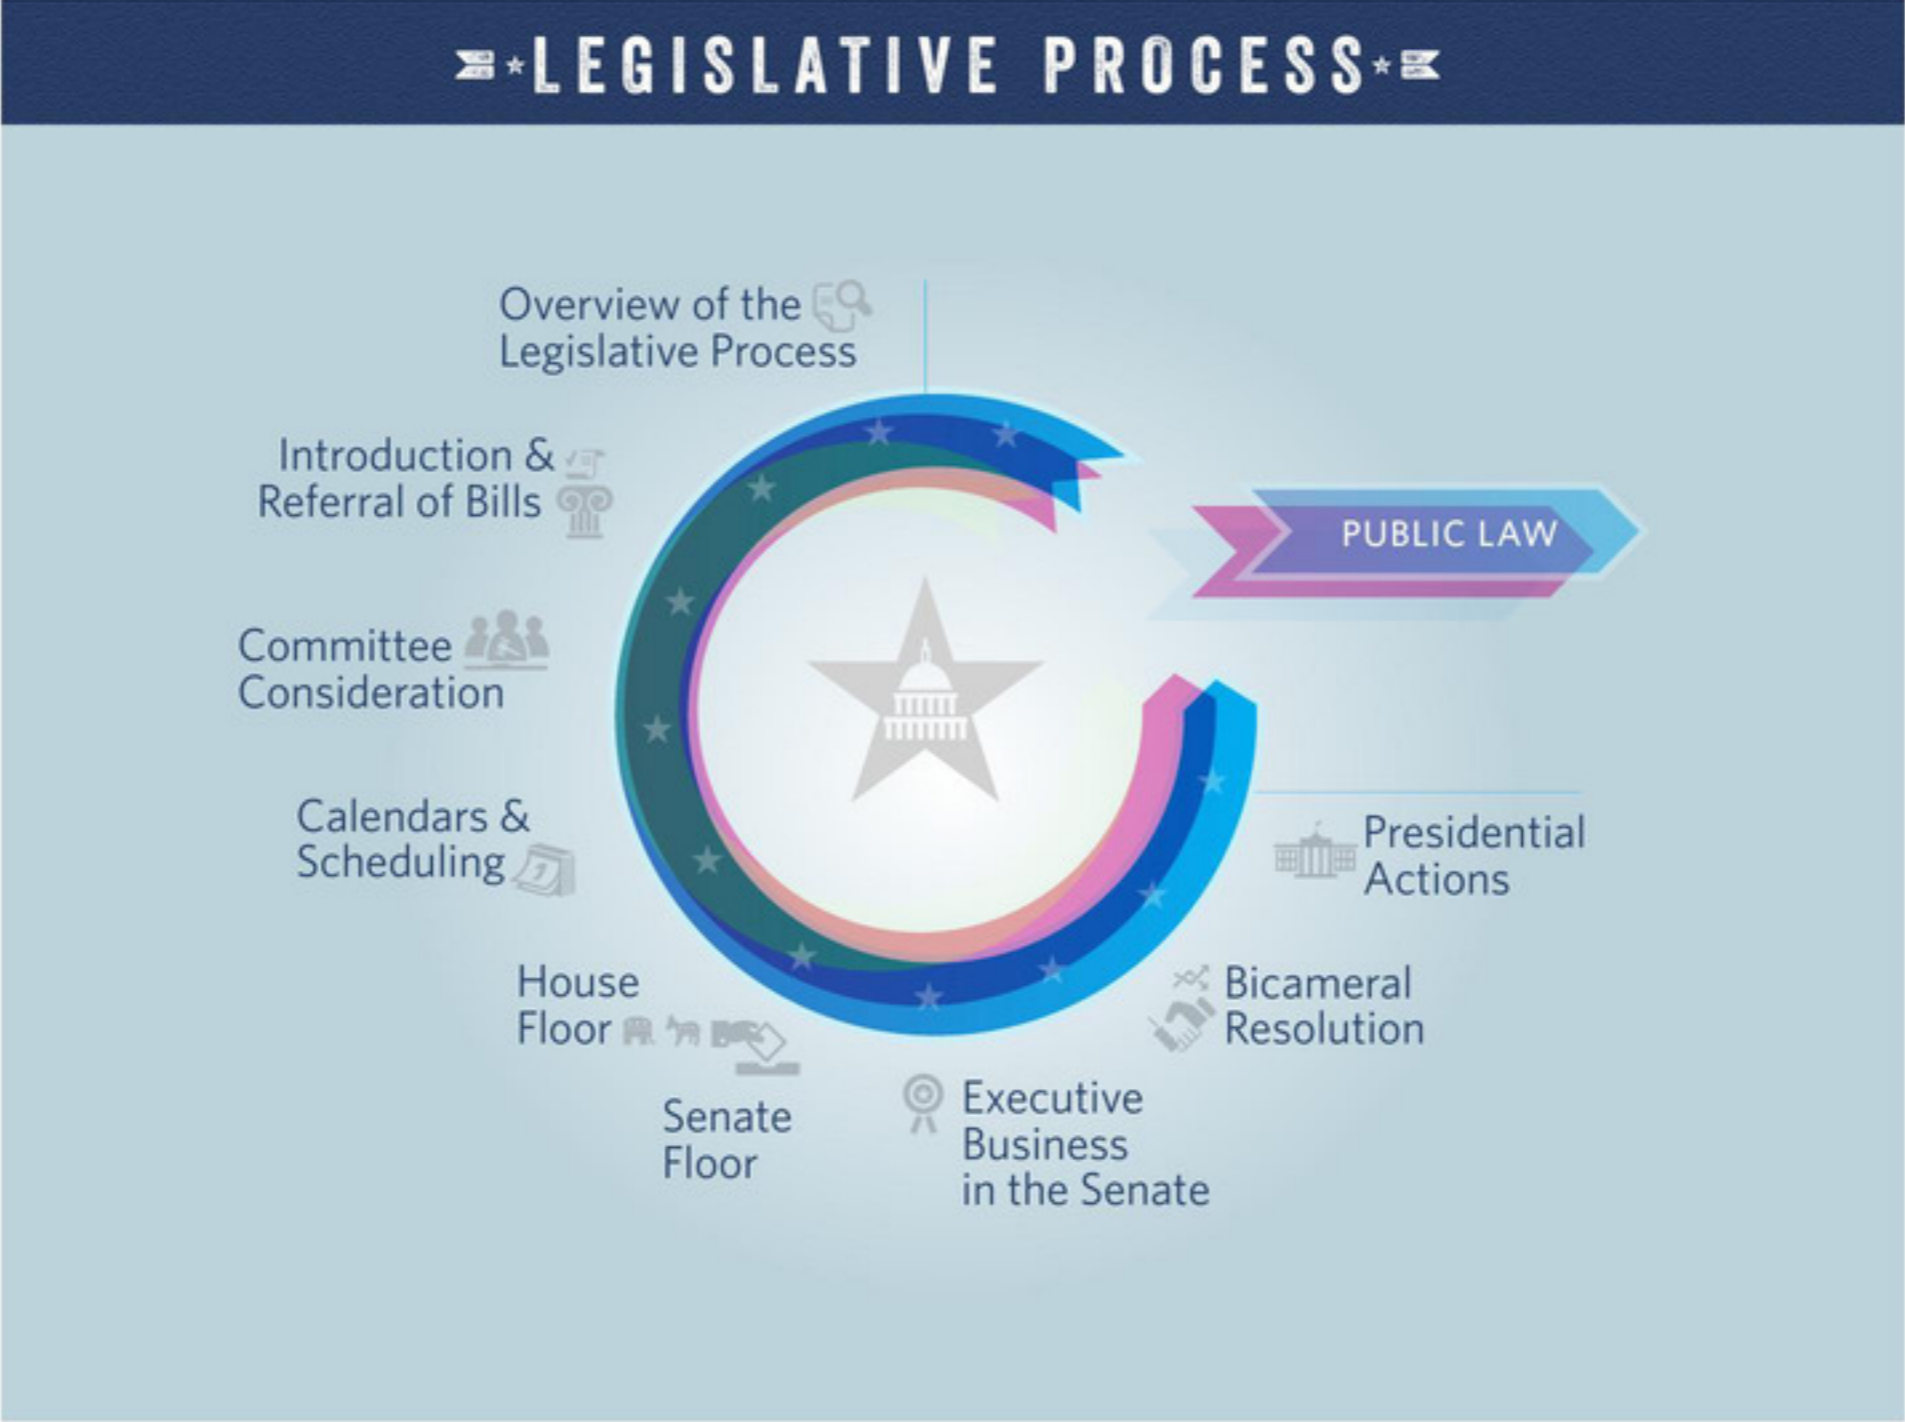 LEGISLATIVE PROCESS
Overview of the
Legislative Process
Introduction &
Referral of Bills
Committee
Consideration
Calendars &
Scheduling
House
Floor
Senate
Floor
Executive
Business
in the Senate
Bicameral
Resolution
Presidential
Actions
PUBLIC LAW